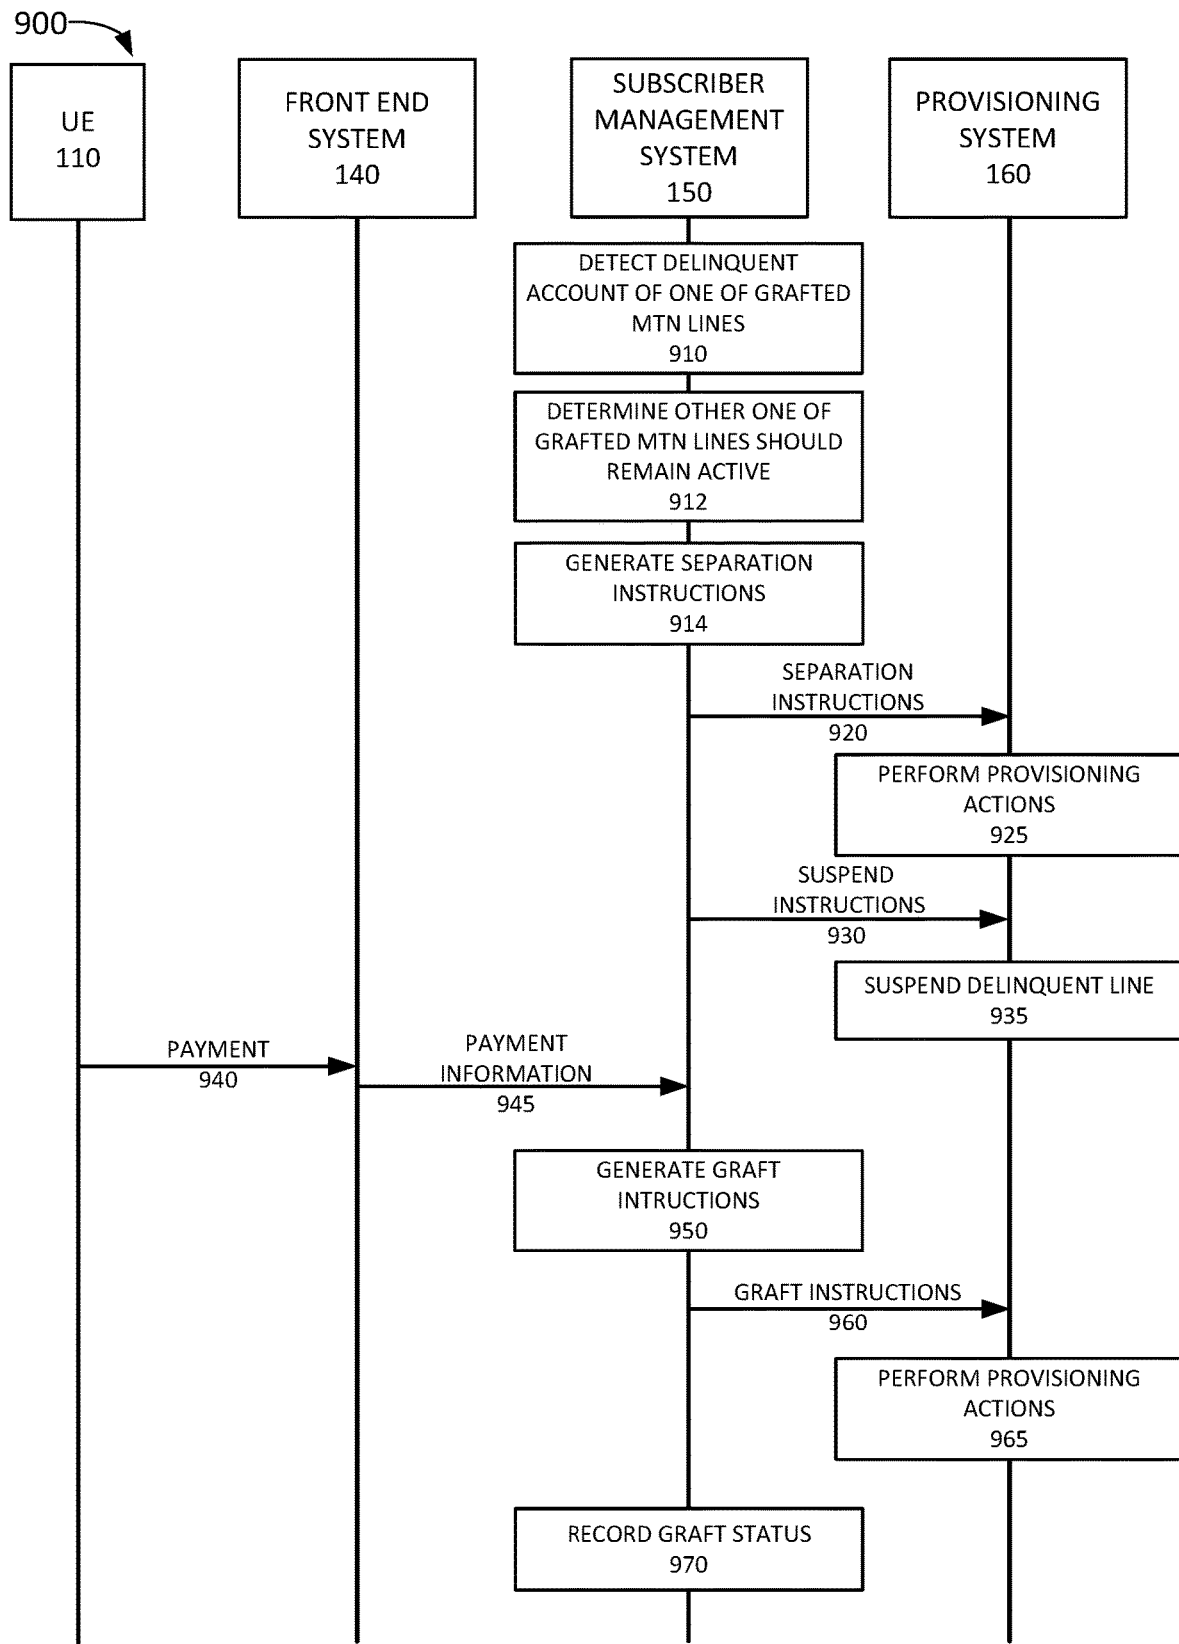 900
UE
110
FRONT END
SYSTEM
140
SUBSCRIBER
MANAGEMENT
SYSTEM
150
PROVISIONING
SYSTEM
160
DETECT DELINQUENT
ACCOUNT OF ONE OF GRAFTED
MTN LINES
910
DETERMINE OTHER ONE OF
GRAFTED MTN LINES SHOULD
REMAIN ACTIVE
912
GENERATE SEPARATION
INSTRUCTIONS
914
SEPARATION
INSTRUCTIONS
920
PERFORM PROVISIONING
ACTIONS
925
SUSPEND
INSTRUCTIONS
930
SUSPEND DELINQUENT LINE
935
PAYMENT
940
PAYMENT
INFORMATION
945
GENERATE GRAFT
INTRUCTIONS
950
GRAFT INSTRUCTIONS
960
PERFORM PROVISIONING
ACTIONS
965
RECORD GRAFT STATUS
970